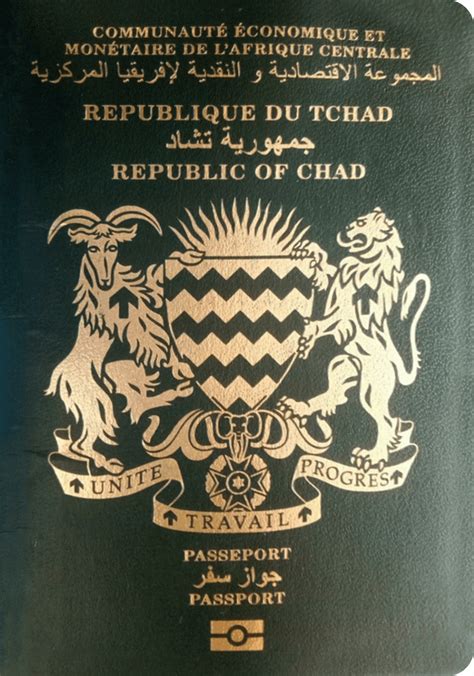 COMMUNAUTÉ ÉCONOMIQUE ET
MONÉTAIRE DE L'AFRIQUE CENTRALE
المجموعة الاقتصادية و النقدية لإفريقيا المركزية
REPUBLIQUE DU TCHAD
جمهورية تشاد
REPUBLIC OF CHAD
UNITE TRAVAIL PROGRES
PASSEPORT
جواز سفر
PASSPORT